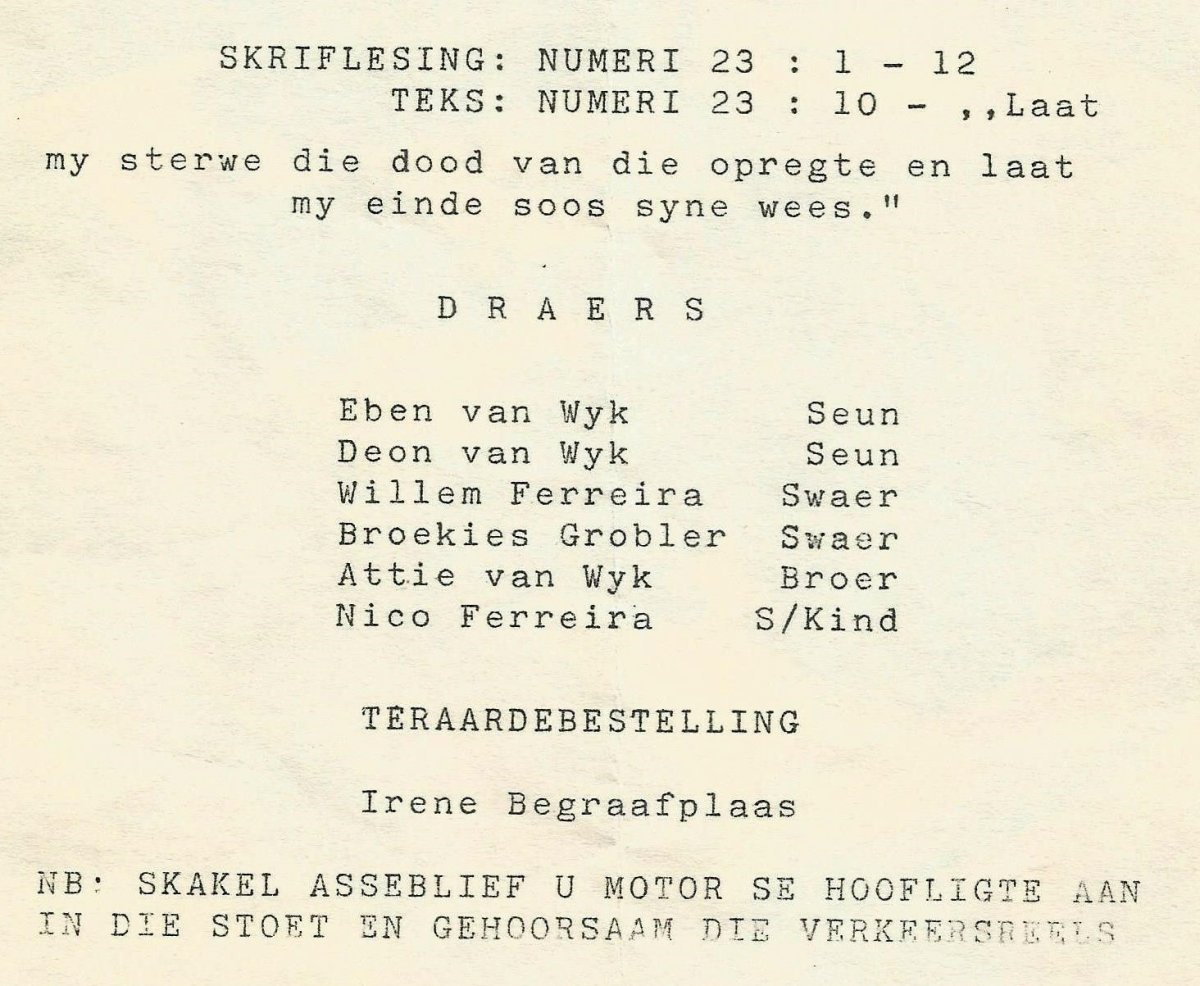 SKRIFLESING: NUMERI 23 : 1 - 12
TEKS: NUMERI 23 : 10 - ,,Laat
my sterwe die dood van die opregte en laat
my einde soos syne wees."
D R A E R S
Eben van Wyk Seun
Deon van Wyk Seun
Willem Ferreira Swaer
Broekies Grobler Swaer
Attie van Wyk Broer
Nico Ferreira S/Kind
TERAARDEBESTELLING
Irene Begraafplaas
NB: SKAKEL ASSEBLIEF U MOTOR SE HOOFLIGTE AAN
IN DIE STOET EN GEHOORSAAM DIE VERKEERSREELS